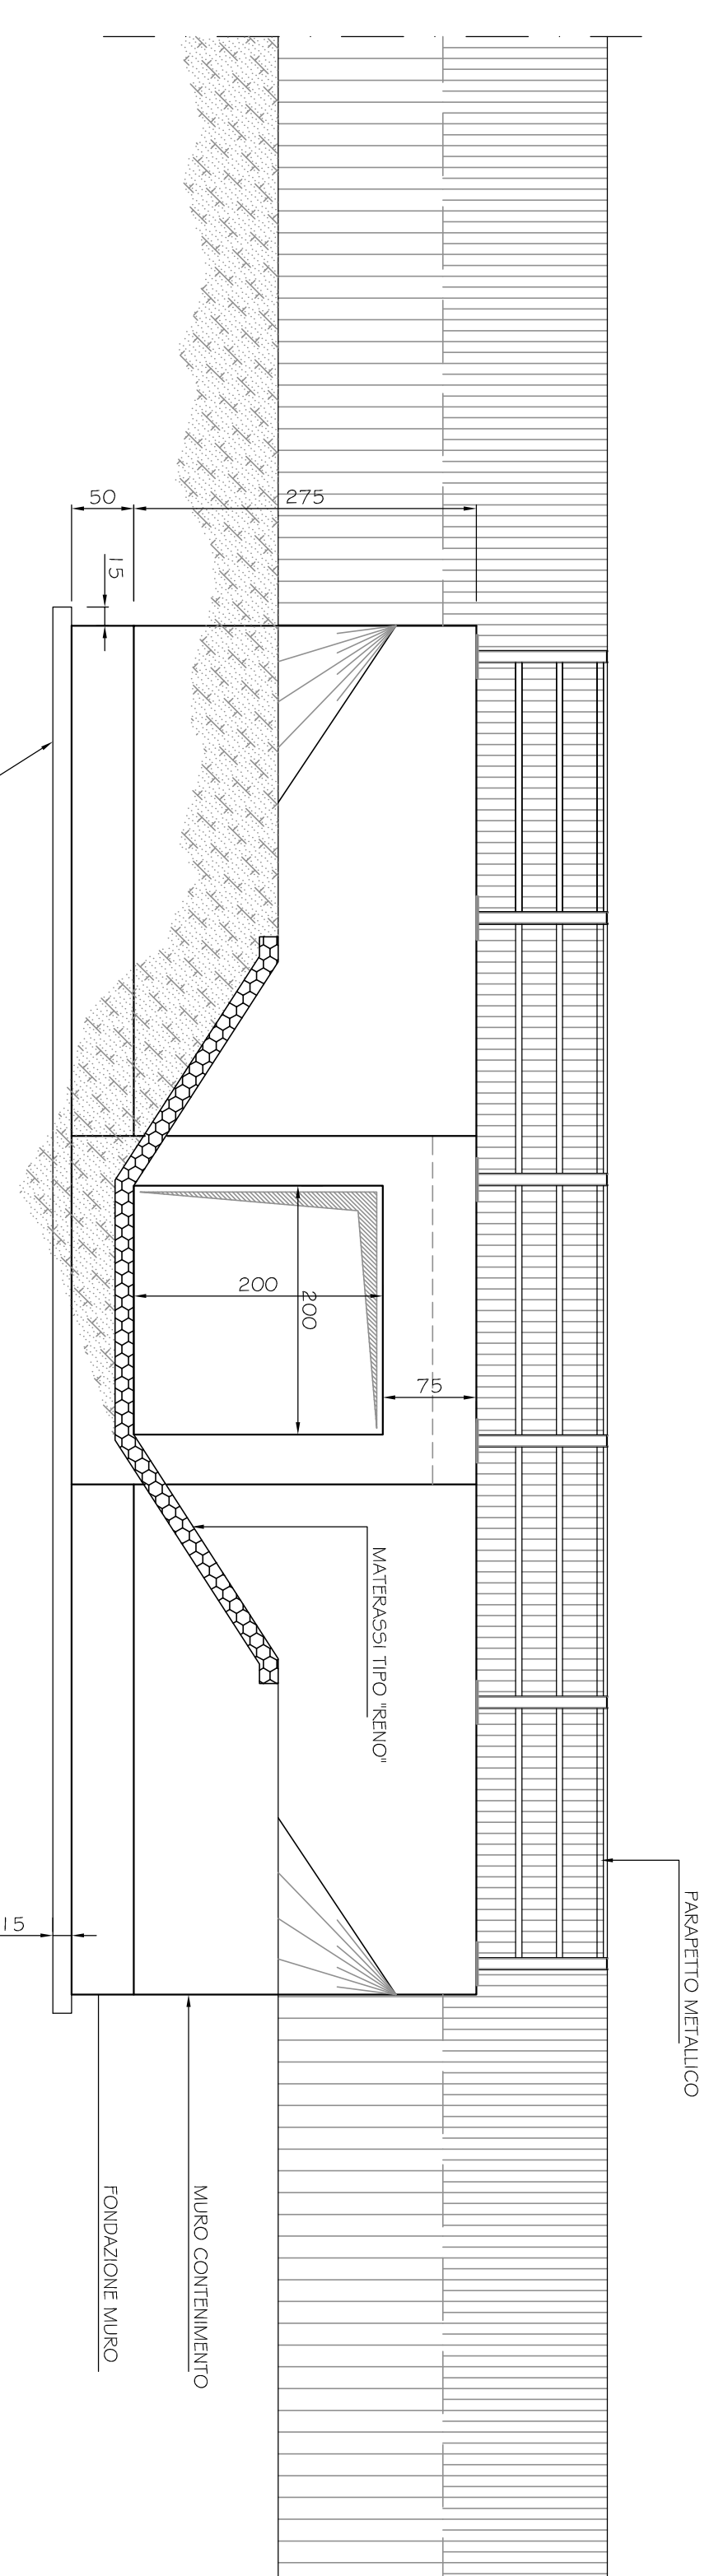 PARAPETTO METALLICO
MATERASSI TIPO "RENO"
MURO CONTENIMENTO
FONDAZIONE MURO
275
50
15
200
200
75
15